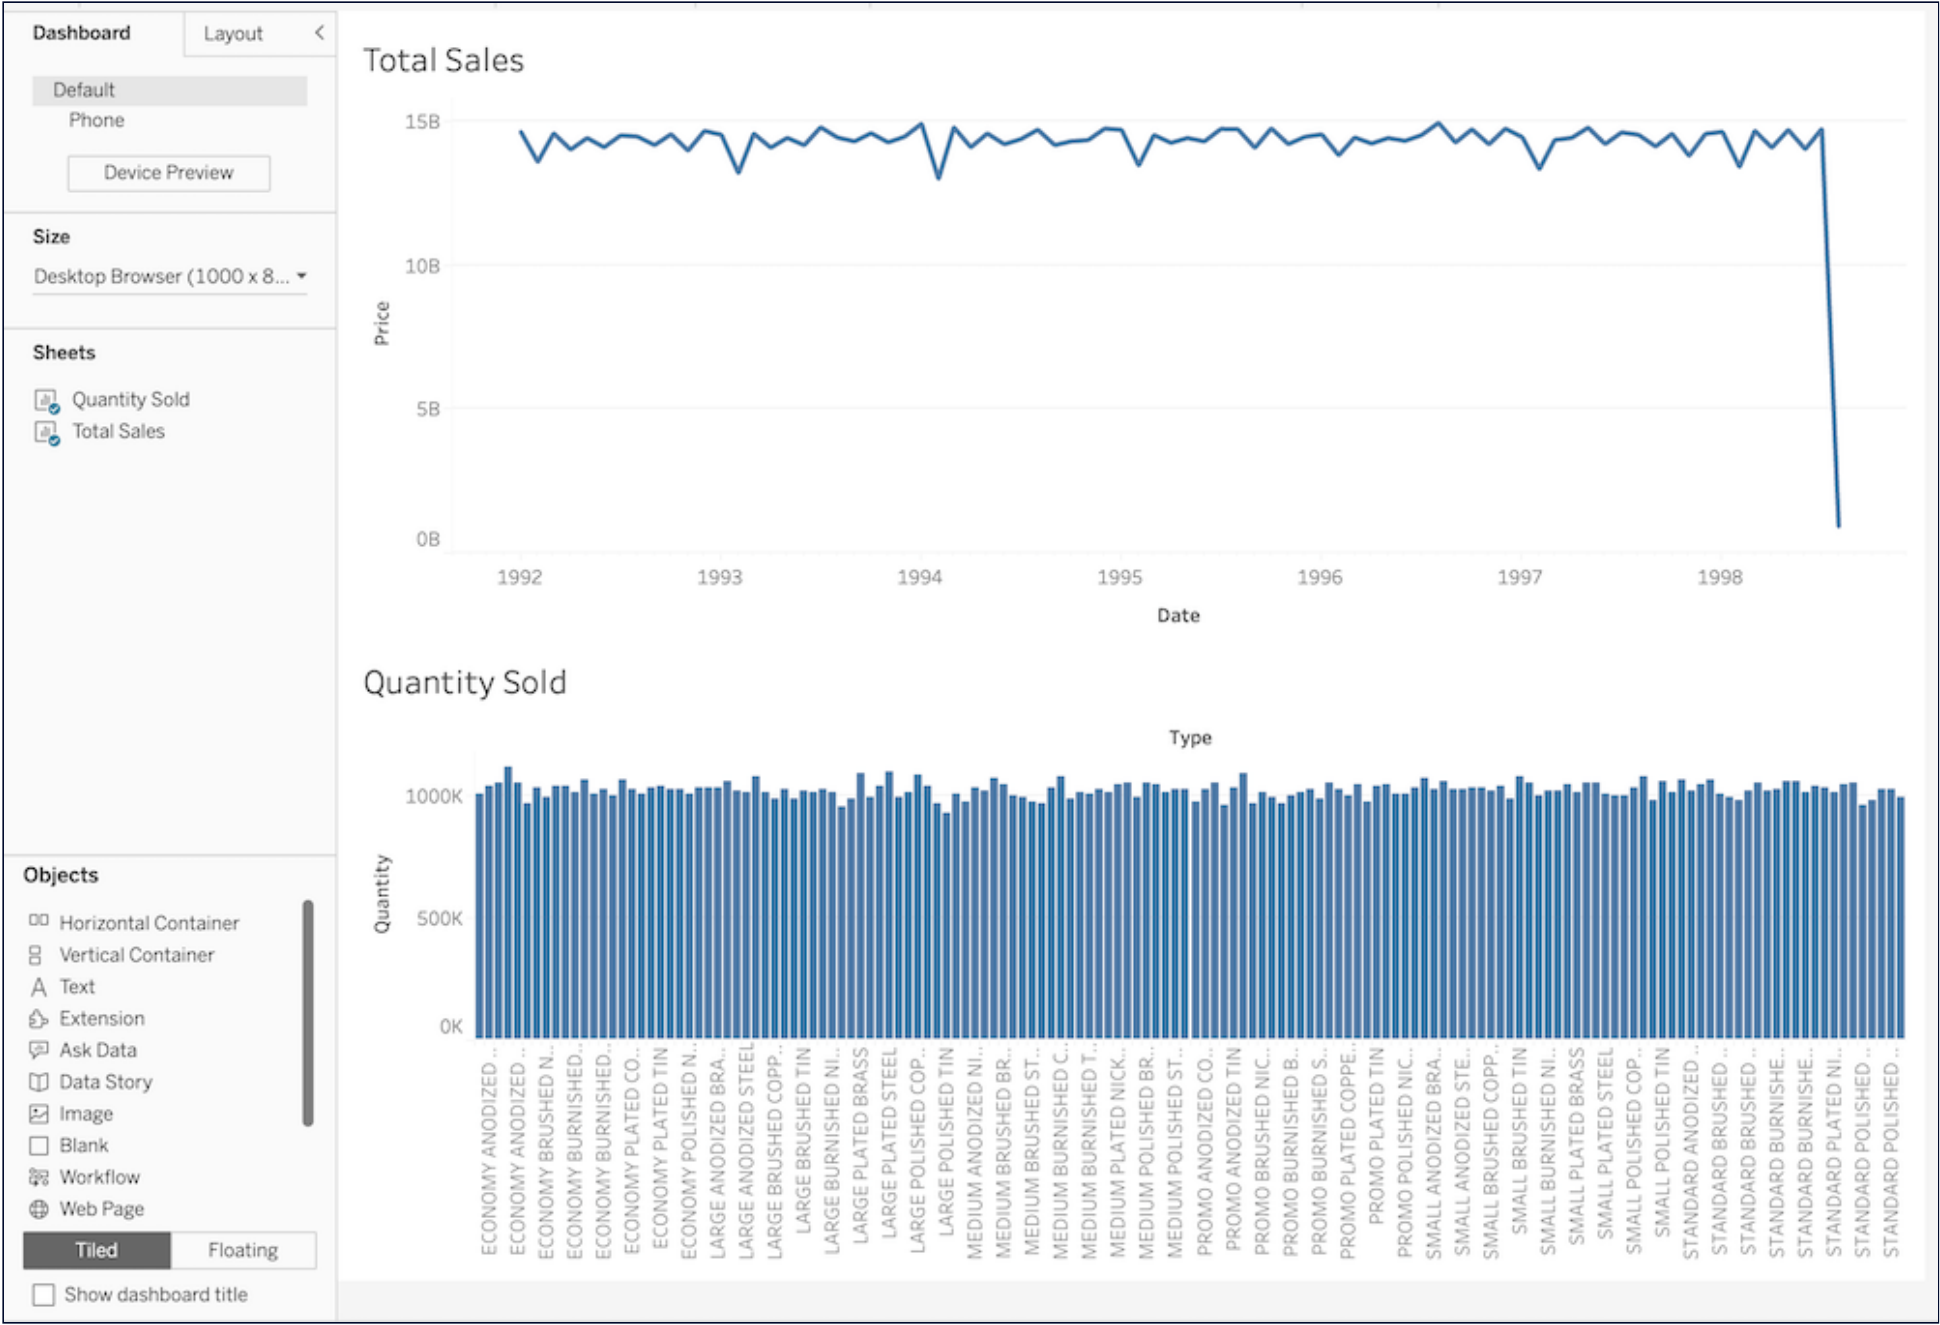 Dashboard
Layout
<
Default
Phone
Device Preview
Size
Desktop Browser (1000 x 8...
Sheets
Quantity Sold
Total Sales
Objects
Horizontal Container
Vertical Container
Text
Extension
Ask Data
Data Story
Image
Blank
Workflow
Web Page
Tiled
Floating
Show dashboard title
Total Sales
15B
10B
5B
0B
Price
1992
1993
1994
1995
1996
1997
1998
Date
Quantity Sold
Type
1000K
500K
0K
Quantity
ECONOMY ANODIZED ..
ECONOMY ANODIZED ..
ECONOMY BRUSHED N..
ECONOMY BURNISHED..
ECONOMY BURNISHED..
ECONOMY PLATED CO..
ECONOMY PLATED TIN
ECONOMY POLISHED N..
LARGE ANODIZED BRA..
LARGE ANODIZED STEEL
LARGE BRUSHED COPP..
LARGE BRUSHED TIN
LARGE BURNISHED NI..
LARGE PLATED BRASS
LARGE PLATED STEEL
LARGE POLISHED COP..
LARGE POLISHED TIN
MEDIUM ANODIZED NI..
MEDIUM BRUSHED BR..
MEDIUM BRUSHED ST..
MEDIUM BURNISHED C..
MEDIUM BURNISHED T..
MEDIUM PLATED NICK..
MEDIUM POLISHED BR..
MEDIUM POLISHED ST..
PROMO ANODIZED CO..
PROMO ANODIZED TIN
PROMO BRUSHED NIC..
PROMO BURNISHED B..
PROMO BURNISHED S..
PROMO PLATED COPPE..
PROMO PLATED TIN
PROMO POLISHED NIC..
SMALL ANODIZED BRA..
SMALL ANODIZED STE..
SMALL BRUSHED COPP..
SMALL BRUSHED TIN
SMALL BURNISHED NI..
SMALL PLATED BRASS
SMALL PLATED STEEL
SMALL POLISHED COP..
SMALL POLISHED TIN
STANDARD ANODIZED ..
STANDARD BRUSHED ..
STANDARD BRUSHED ..
STANDARD BURNISHE..
STANDARD BURNISHE..
STANDARD PLATED NI..
STANDARD POLISHED ..
STANDARD POLISHED ..